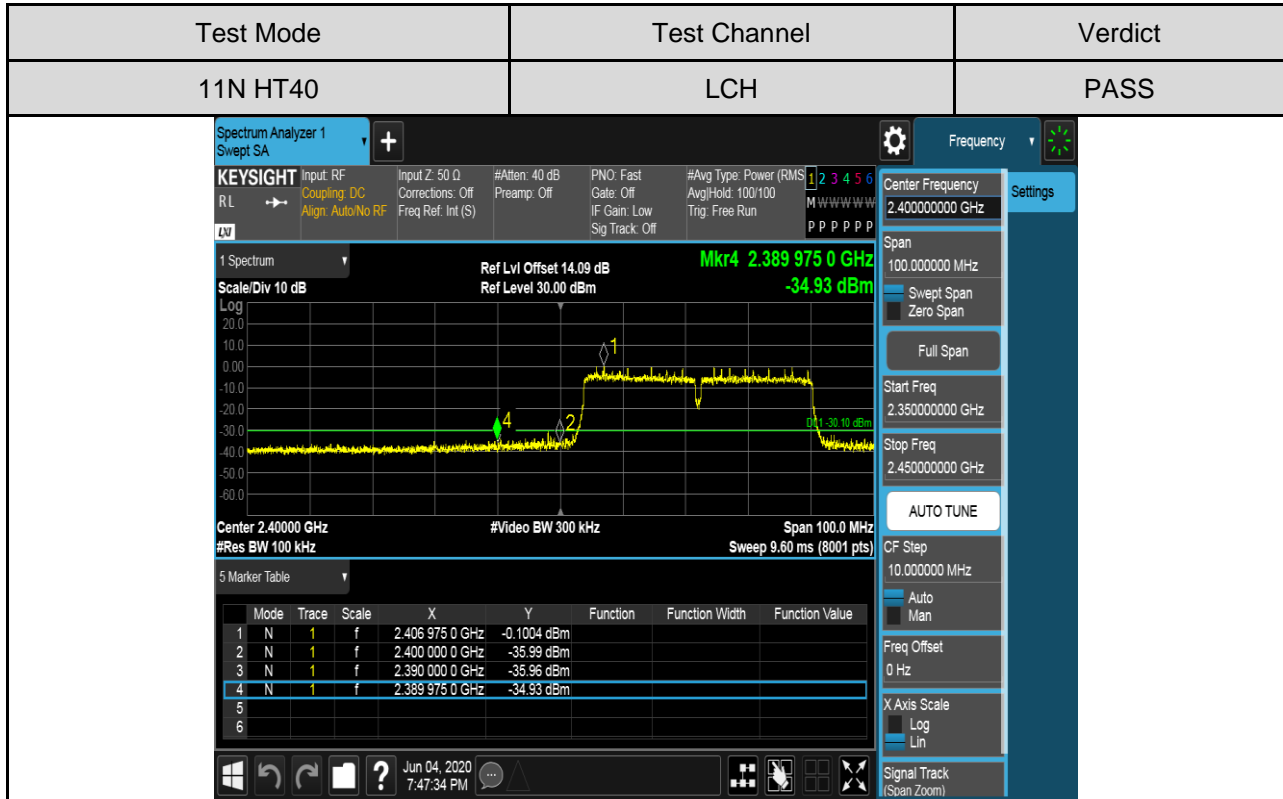 Test Mode Test Channel Verdict
11N HT40 LCH PASS
Spectrum Analyzer 1
Swept SA
+
Frequency
KEYSIGHT Input: RF Input Z: 50 Ω #Atten: 40 dB PNO: Fast #Avg Type: Power (RMS 1 2 3 4 5 6
RL Coupling: DC Corrections: Off Preamp: Off Gate: Off Avg|Hold: 100/100 M W W W W W
Align: Auto/No RF Freq Ref: Int (S) IF Gain: Low Trig: Free Run
LXI Sig Track: Off P P P P P P
1 Spectrum Ref Lvl Offset 14.09 dB Mkr4 2.389 975 0 GHz
Scale/Div 10 dB Ref Level 30.00 dBm -34.93 dBm
Log
20.0
10.0
0.00
-10.0
-20.0
-30.0
-40.0
-50.0
-60.0
1
4
2
DL1 -30.10 dBm
Center 2.40000 GHz #Video BW 300 kHz Span 100.0 MHz
#Res BW 100 kHz Sweep 9.60 ms (8001 pts)
5 Marker Table
Mode Trace Scale X Y Function Function Width Function Value
1 N 1 f 2.406 975 0 GHz -0.1004 dBm
2 N 1 f 2.400 000 0 GHz -35.99 dBm
3 N 1 f 2.390 000 0 GHz -35.96 dBm
4 N 1 f 2.389 975 0 GHz -34.93 dBm
5
6
Jun 04, 2020
7:47:34 PM
?
Center Frequency
2.400000000 GHz
Settings
Span
100.000000 MHz
Swept Span
Zero Span
Full Span
Start Freq
2.350000000 GHz
Stop Freq
2.450000000 GHz
AUTO TUNE
CF Step
10.000000 MHz
Auto
Man
Freq Offset
0 Hz
X Axis Scale
Log
Lin
Signal Track
(Span Zoom)